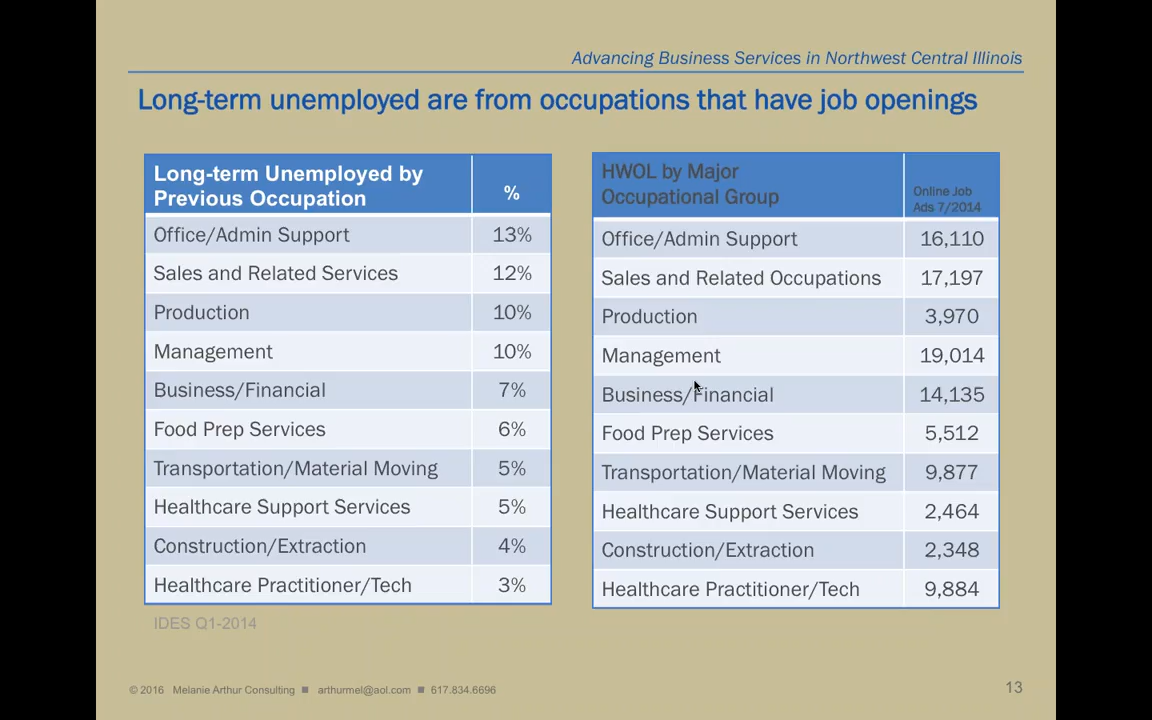 Advancing Business Services in Northwest Central Illinois
Long-term unemployed are from occupations that have job openings
Long-term Unemployed by
Previous Occupation %
Office/Admin Support 13%
Sales and Related Services 12%
Production 10%
Management 10%
Business/Financial 7%
Food Prep Services 6%
Transportation/Material Moving 5%
Healthcare Support Services 5%
Construction/Extraction 4%
Healthcare Practitioner/Tech 3%
IDES Q1-2014
HWOL by Major
Occupational Group
Online Job
Ads 7/2014
Office/Admin Support 16,110
Sales and Related Occupations 17,197
Production 3,970
Management 19,014
Business/Financial 14,135
Food Prep Services 5,512
Transportation/Material Moving 9,877
Healthcare Support Services 2,464
Construction/Extraction 2,348
Healthcare Practitioner/Tech 9,884
© 2016 Melanie Arthur Consulting ■ arthurmel@aol.com ■ 617.834.6696
13